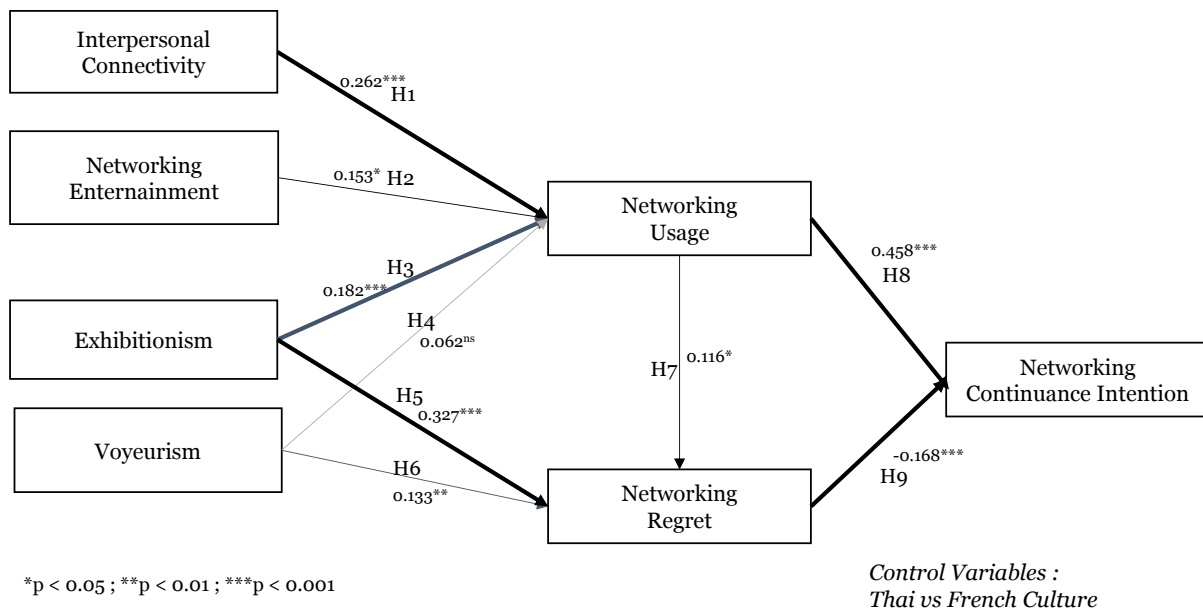 Interpersonal
Connectivity
0.262***
H1
Networking
Enternainment
0.153* H2
Networking
Usage
H3
0.182***
0.458***
H8
Exhibitionism
H4
0.062ns
H7 0.116*
Networking
Continuance Intention
H5
0.327***
Voyeurism
H6
0.133**
Networking
Regret
-0.168***
H9
*p < 0.05 ; **p < 0.01 ; ***p < 0.001
Control Variables :
Thai vs French Culture